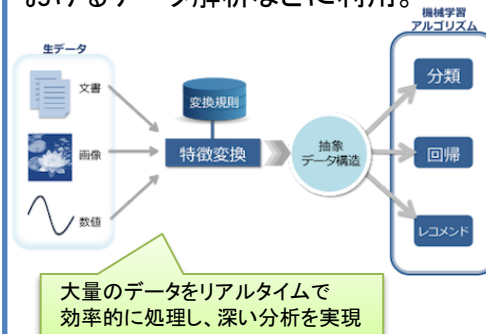 おけるデータ解析などに利用。
機械学習
アルゴリズム
生データ
文書
画像
数値
変換規則
特徴変換
抽象
データ構造
分類
回帰
レコメンド
大量のデータをリアルタイムで
効率的に処理し、深い分析を実現